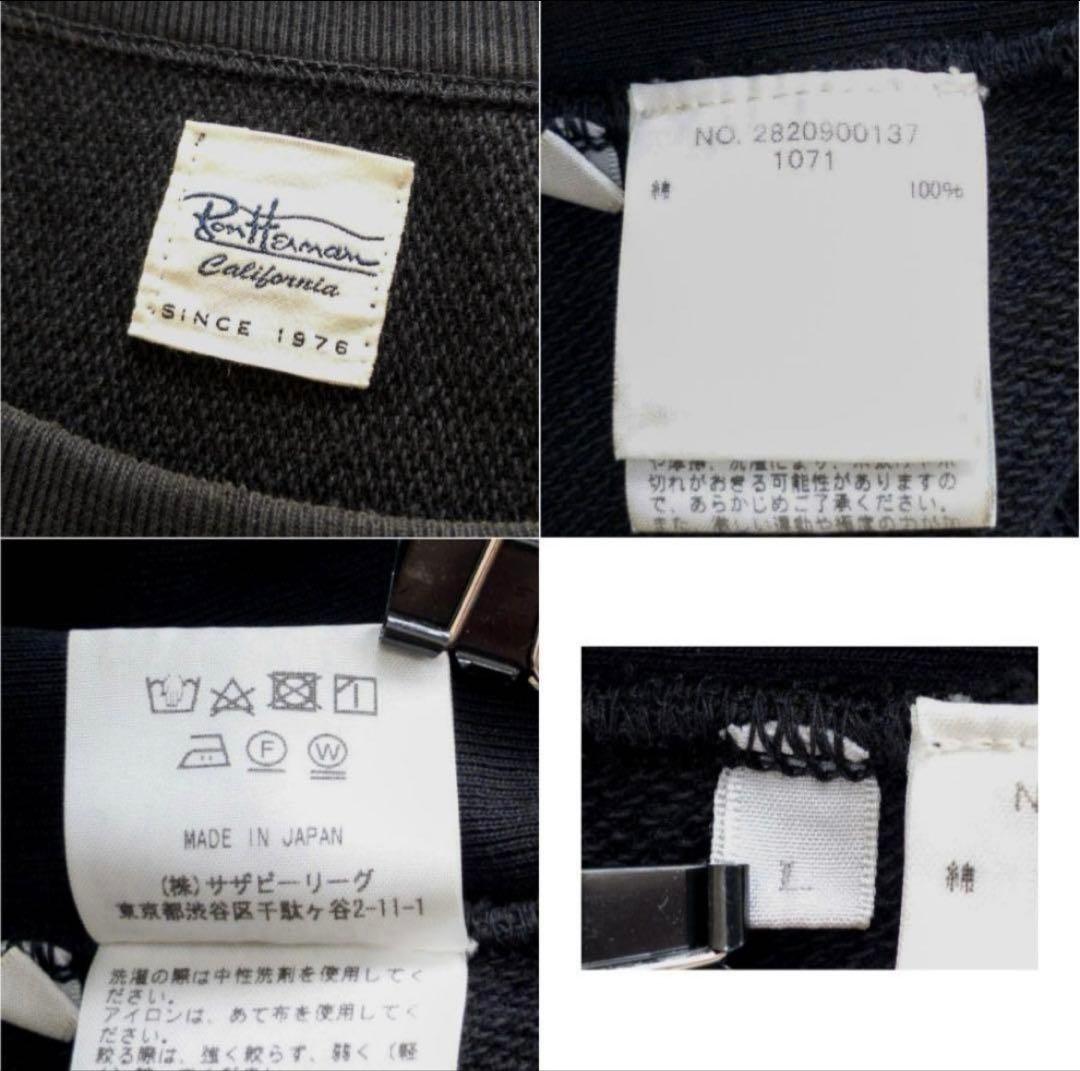 Ron Herman
California
SINCE 1976
NO. 2820900137
1071
綿 100%
切れがおきる可能性がありますの
で、あらかじめご了承ください。
F W
MADE IN JAPAN
(株)サザビーリーグ
東京都渋谷区千駄ヶ谷2-11-1
洗濯の際は中性洗剤を使用してく
ださい。
アイロンは、あて布を使用してく
ださい。
絞る際は、強く絞らず、弱く(軽
L
N
綿